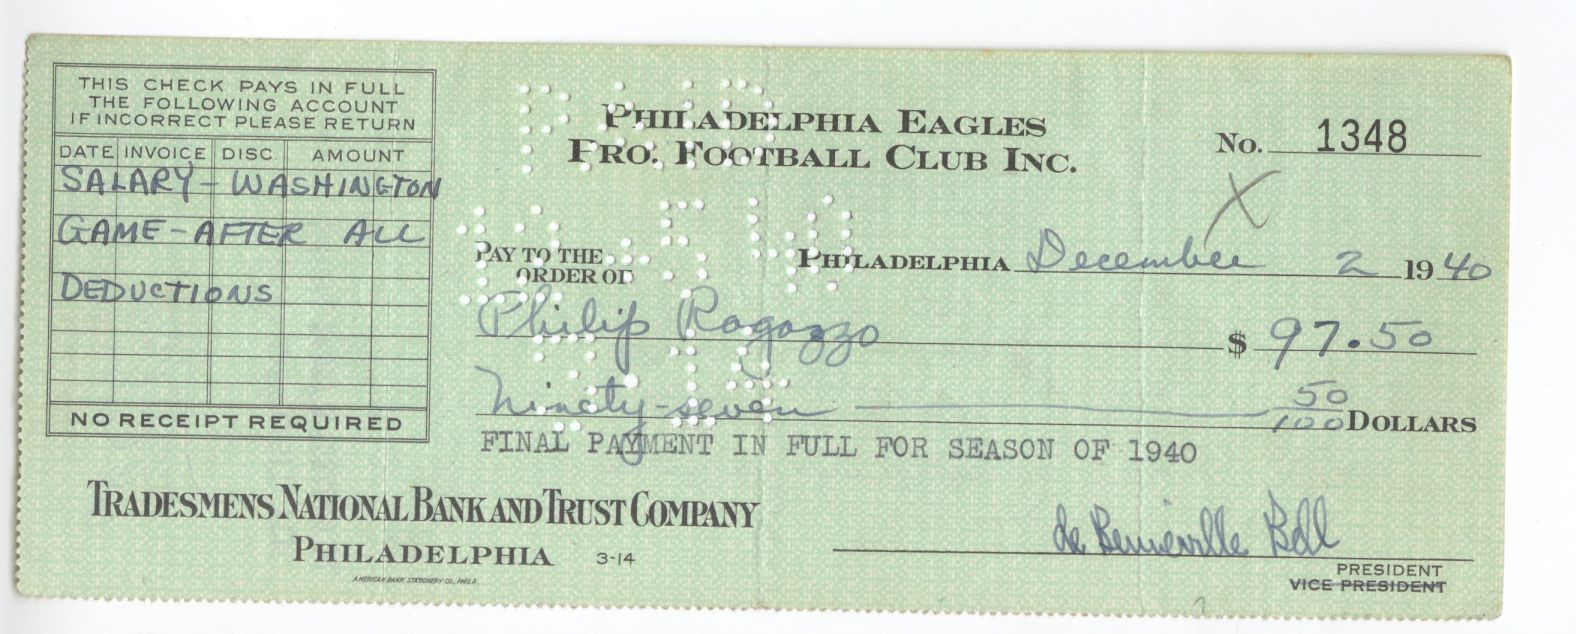 THIS CHECK PAYS IN FULL
THE FOLLOWING ACCOUNT
IF INCORRECT PLEASE RETURN
DATE INVOICE DISC AMOUNT
SALARY - WASHINGTON
GAME - AFTER ALL
DEDUCTIONS
NO RECEIPT REQUIRED
PHILADELPHIA EAGLES
PRO. FOOTBALL CLUB INC.
No. 1348
X
PHILADELPHIA December 2 1940
PAY TO THE
ORDER OF
Philip Ragazzo $ 97.50
Ninety-seven 50/100 DOLLARS
FINAL PAYMENT IN FULL FOR SEASON OF 1940
TRADESMENS NATIONAL BANK AND TRUST COMPANY
PHILADELPHIA 3-14
AMERICAN BANK STATIONERY CO., PHILA.
de Benneville Bell
PRESIDENT
VICE PRESIDENT